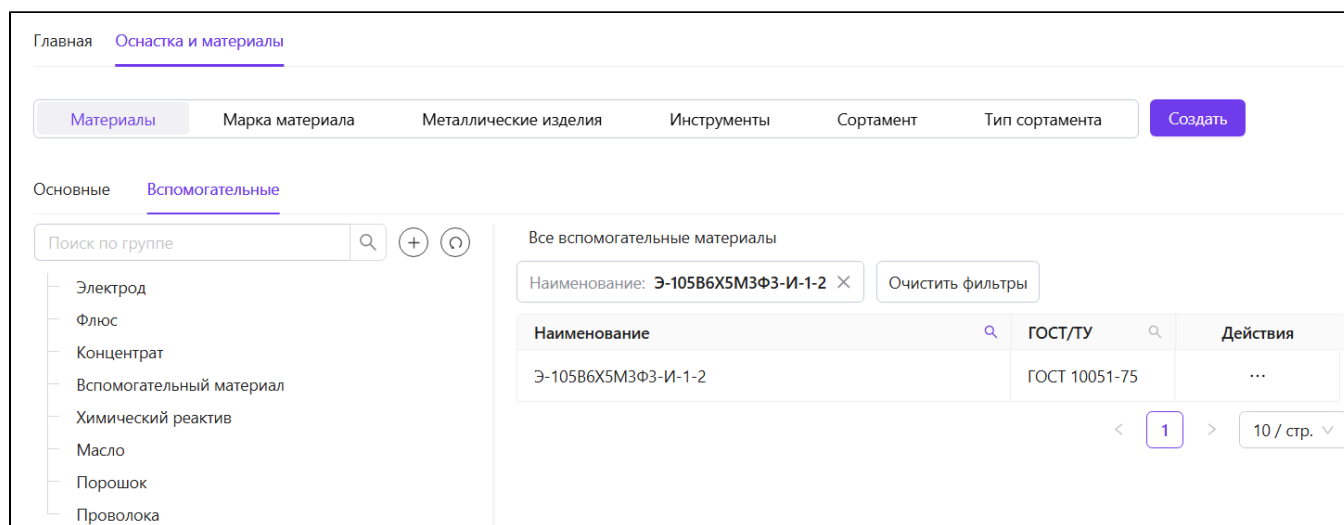 Главная Оснастка и материалы
Материалы Марка материала Металлические изделия Инструменты Сортамент Тип сортамента Создать
Основные Вспомогательные
Поиск по группе
Электрод
Флюс
Концентрат
Вспомогательный материал
Химический реактив
Масло
Порошок
Проволока
Все вспомогательные материалы
Наименование: Э-105В6Х5М3Ф3-И-1-2 Очистить фильтры
Наименование ГОСТ/ТУ Действия
Э-105В6Х5М3Ф3-И-1-2 ГОСТ 10051-75 ...
< 1 > 10 / стр.